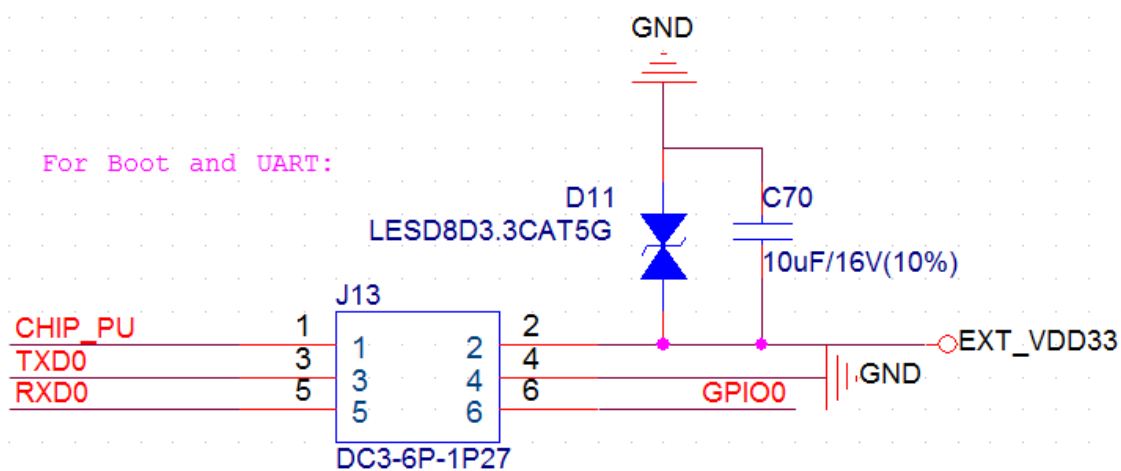 GND
For Boot and UART:
D11
LESD8D3.3CAT5G
C70
10uF/16V(10%)
J13
CHIP_PU 1 1 2 2 EXT_VDD33
TXD0 3 3 4 4 GND
RXD0 5 5 6 6 GPIO0
DC3-6P-1P27